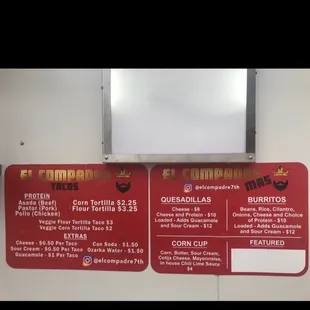 EL COMPADRE
TACOS
PROTEIN
Asada (Beef)
Pastor (Pork)
Pollo (Chicken)
Corn Tortilla $2.25
Flour Tortilla $3.25
Veggie Flour Tortilla Taco $3
Veggie Corn Tortilla Taco $2
EXTRAS
Cheese - $0.50 Per Taco
Sour Cream - $0.50 Per Taco
Guacamole - $1 Per Taco
Can Soda - $1.50
Ozarka Water - $1.50
@elcompadre7th
EL COMPADRE
MAS
@elcompadre7th
QUESADILLAS
Cheese - $8
Cheese and Protein - $10
Loaded - Adds Guacamole
and Sour Cream - $12
CORN CUP
Corn, Butter, Sour Cream,
Cotija Cheese, Mayonnaise,
In house Chili Lime Sauce
$4
BURRITOS
Beans, Rice, Cilantro,
Onions, Cheese and Choice
of Protein - $10
Loaded - Adds Guacamole
and Sour Cream - $12
FEATURED